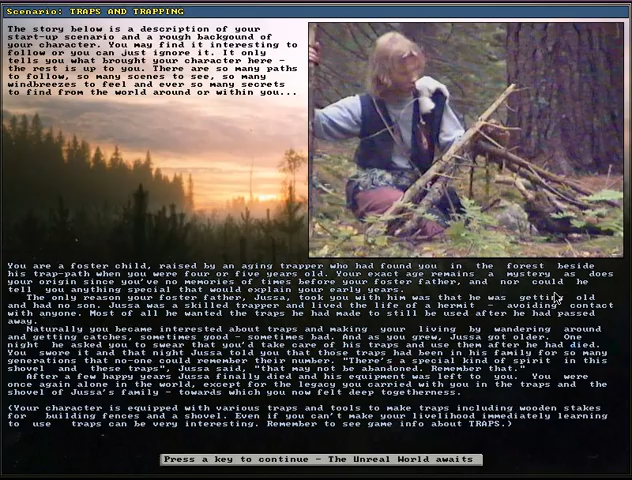 Scenario: TRAPS AND TRAPPING
The story below is a description of your
start-up scenario and a rough backgound of
your character. You may find it interesting to
follow or you can just ignore it. It only
tells you what brought your character here -
the rest is up to you. There are so many paths
to follow, so many scenes to see, so many
windbreezes to feel and ever so many secrets
to find from the world around or within you...
You are a foster child, raised by an aging trapper who had found you in the forest beside
his trap-path when you were four or five years old. Your exact age remains a mystery as does
your origin since you've no memories of times before your foster father, and nor could he
tell you anything special that would explain your early years.
The only reason your foster father, Jussa, took you with him was that he was getting old
and had no son. Jussa was a skilled trapper and lived the life of a hermit - avoiding contact
with anyone. Most of all he wanted the traps he had made to still be used after he had passed
away.
Naturally you became interested about traps and making your living by wandering around
and getting catches, sometimes good - sometimes bad. And as you grew, Jussa got older. One
night he asked you to swear that you'd take care of his traps and use them after he had died.
You swore it and that night Jussa told you that those traps had been in his family for so many
generations that no-one could remember their number. "There's a special kind of spirit in this
shovel and these traps", Jussa said, "that may not be abandoned. Remember that."
After a few happy years Jussa finally died and his equipment was left to you. You were
once again alone in the world, except for the legacy you carried with you in the traps and the
shovel of Jussa's family - towards which you now felt deep togetherness.
(Your character is equipped with various traps and tools to make traps including wooden stakes
for building fences and a shovel. Even if you can't make your livelihood immediately learning
to use traps can be very interesting. Remember to see game info about TRAPS.)
Press a key to continue - The Unreal World awaits